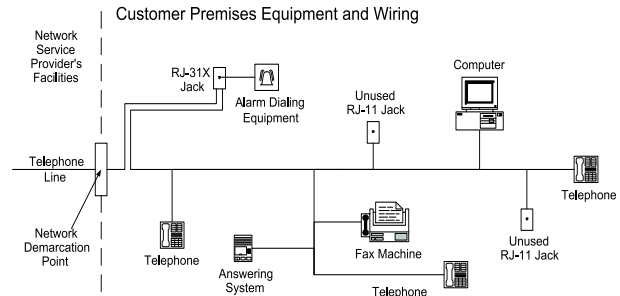 Customer Premises Equipment and Wiring
Network
Service
Provider's
Facilities
RJ-31X
Jack
Alarm Dialing
Equipment
Unused
RJ-11 Jack
Computer
Telephone
Line
Network
Demarcation
Point
Telephone
Answering
System
Fax Machine
Telephone
Unused
RJ-11 Jack
Telephone